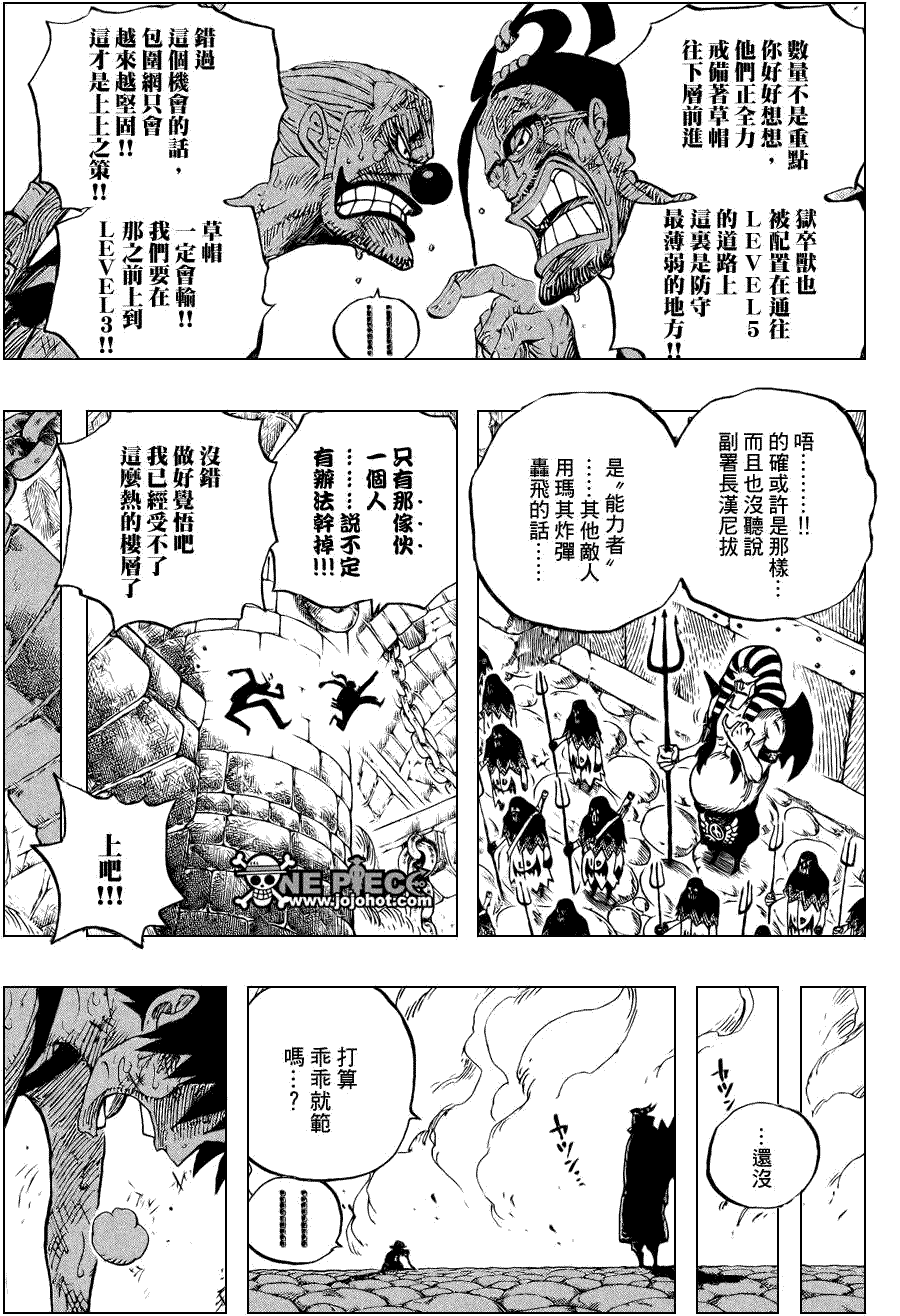 數量不是重點
你好好想想，
他們正全力
戒備著草帽
往下層前進
獄卒獸也
被配置在通往
LEVEL5
的道路上
這裏是防守
最薄弱的地方!!
錯過
這個機會的話，
包圍網只會
越來越堅固!!
這才是上上之策!!
草帽
一定會輸!!
我們要在
那之前上到
LEVEL3!!
唔………!!
的確或許是那樣…
而且也沒聽說
副署長漢尼拔
是〝能力者〞
……其他敵人
用瑪其炸彈
轟飛的話……
只有那傢伙
一個人
………說不定
有辦法幹掉!!!
沒錯
做好覺悟吧
我已經受不了
這麼熱的樓層了
上吧!!!
ONE PIECE
www.jojohot.com
…還沒
打算
乖乖就範
嗎…?